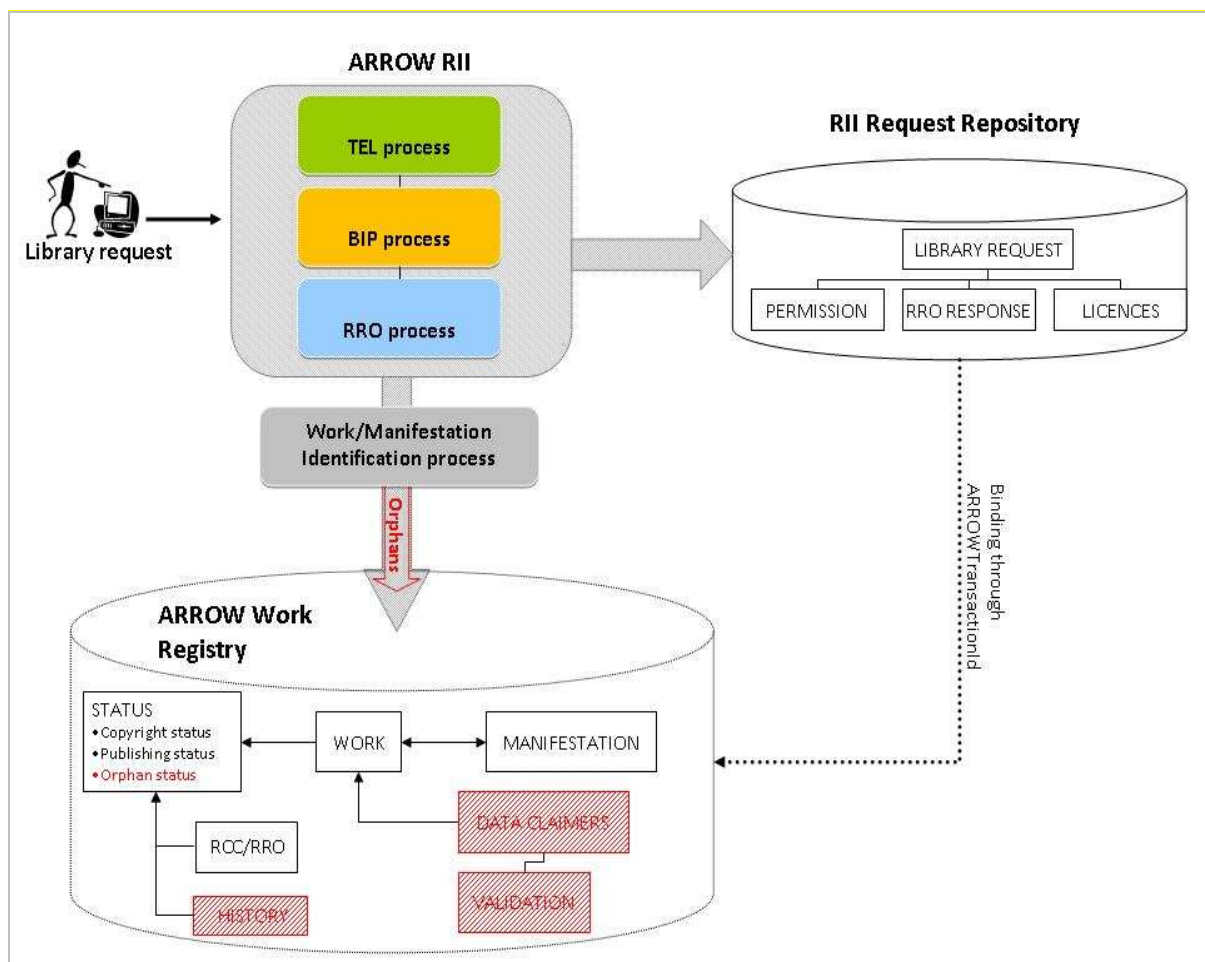 ARROW RII
TEL process
BIP process
RRO process
Library request
RII Request Repository
LIBRARY REQUEST
PERMISSION
RRO RESPONSE
LICENCES
Work/Manifestation
Identification process
Orphans
Binding through
ARROWTransactionId
ARROW Work
Registry
STATUS
•Copyright status
•Publishing status
•Orphan status
WORK
MANIFESTATION
DATA CLAIMERS
RCC/RRO
VALIDATION
HISTORY